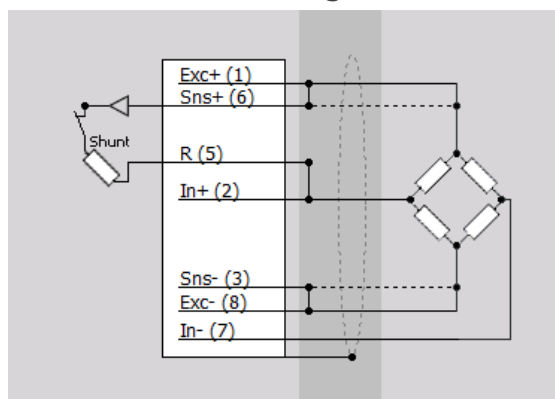 Exc+ (1)
Sns+ (6)
Shunt
R (5)
In+ (2)
Sns- (3)
Exc- (8)
In- (7)